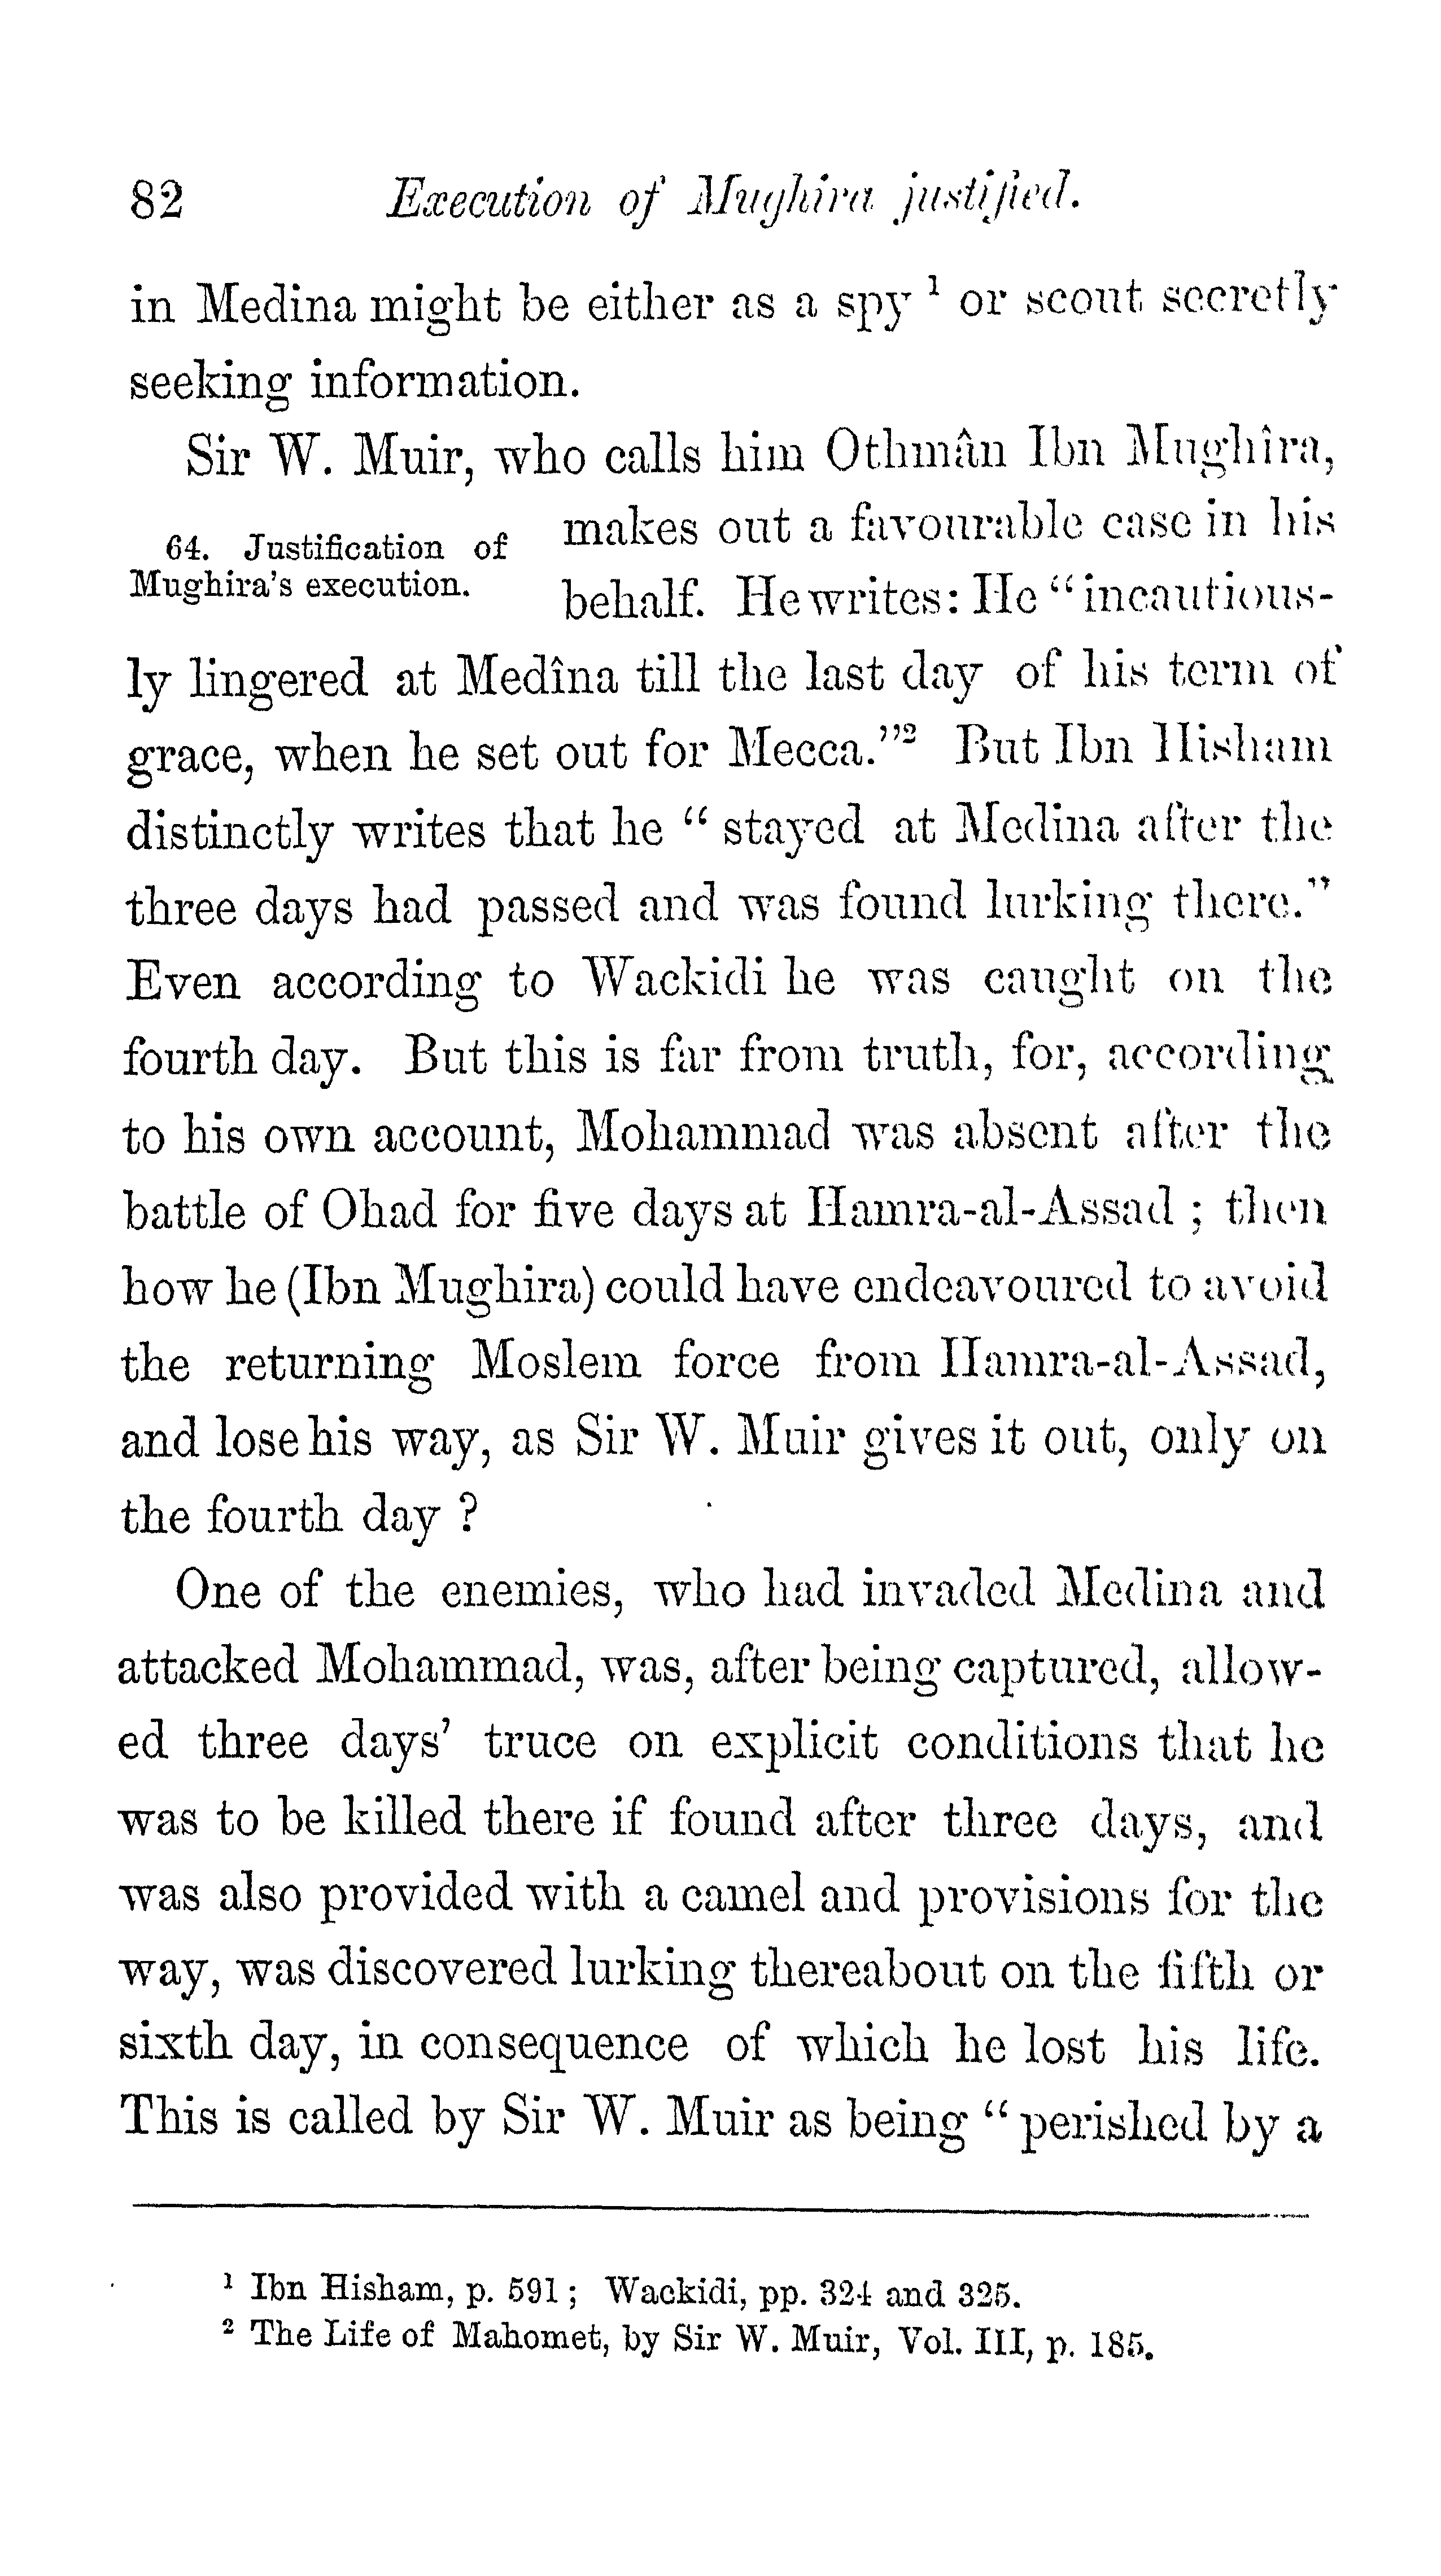 82 Execution of Mughira justified.
in Medina might be either as a spy ¹ or scout secretly
seeking information.
Sir W. Muir, who calls him Othmân Ibn Mughîra,
64. Justification of
Mughira's execution.
makes out a favourable case in his
behalf. He writes: He "incautious-
ly lingered at Medîna till the last day of his term of
grace, when he set out for Mecca."² But Ibn Hisham
distinctly writes that he " stayed at Medina after the
three days had passed and was found lurking there."
Even according to Wackidi he was caught on the
fourth day. But this is far from truth, for, according
to his own account, Mohammad was absent after the
battle of Ohad for five days at Hamra-al-Assad ; then
how he (Ibn Mughira) could have endeavoured to avoid
the returning Moslem force from Hamra-al-Assad,
and lose his way, as Sir W. Muir gives it out, only on
the fourth day ?
One of the enemies, who had invaded Medina and
attacked Mohammad, was, after being captured, allow-
ed three days' truce on explicit conditions that he
was to be killed there if found after three days, and
was also provided with a camel and provisions for the
way, was discovered lurking thereabout on the fifth or
sixth day, in consequence of which he lost his life.
This is called by Sir W. Muir as being " perished by a
¹ Ibn Hisham, p. 591 ; Wackidi, pp. 324 and 325.
² The Life of Mahomet, by Sir W. Muir, Vol. III, p. 185.